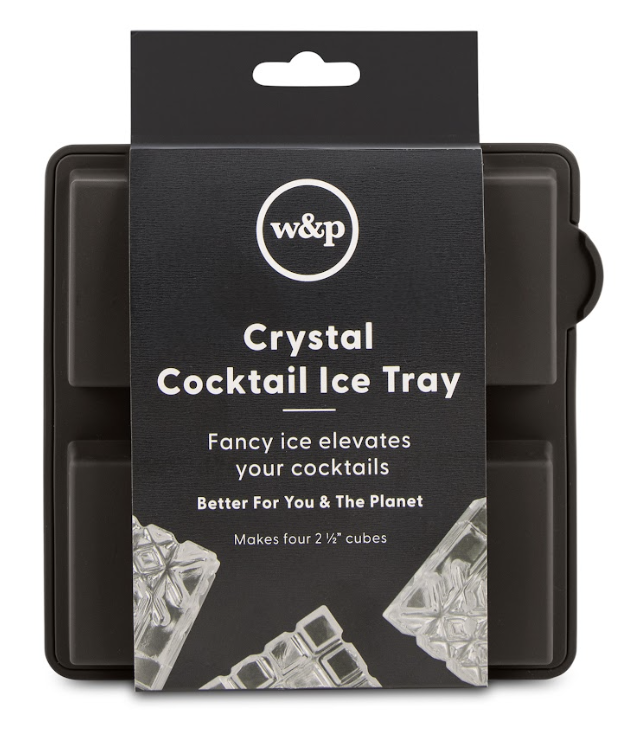 w&p
Crystal
Cocktail Ice Tray
Fancy ice elevates
your cocktails
Better For You & The Planet
Makes four 2 ½" cubes